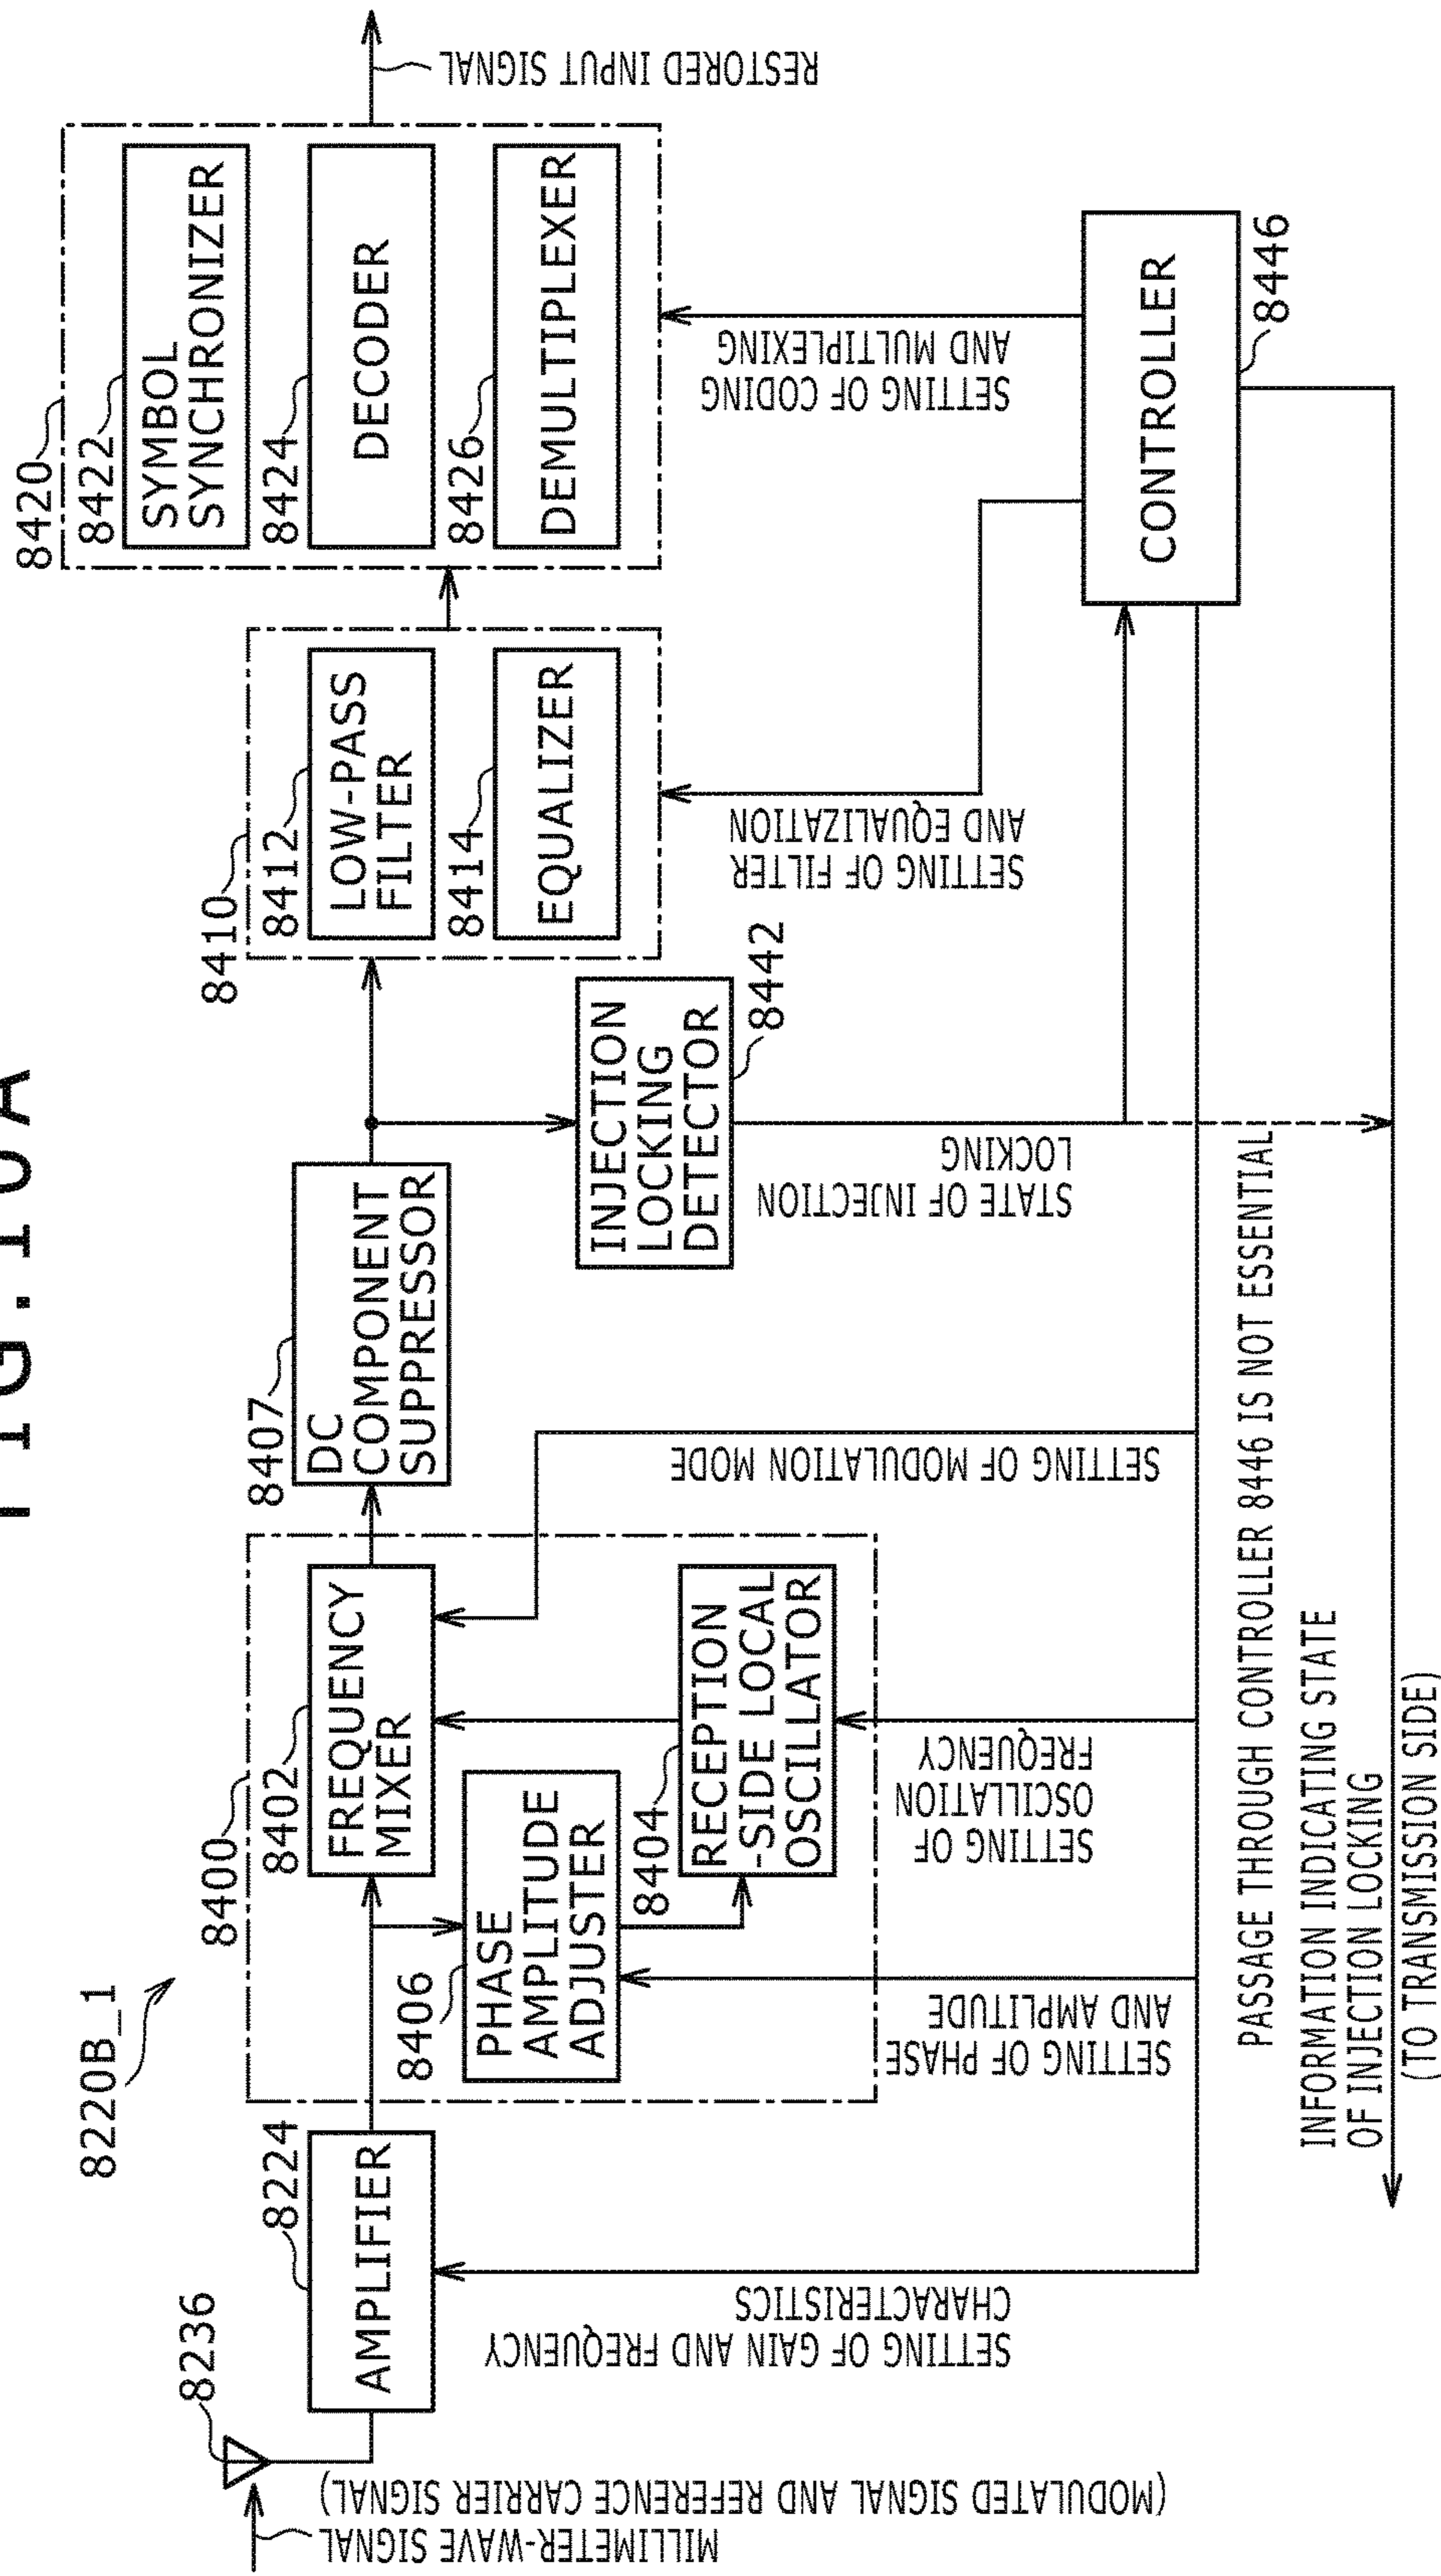 FIG. 10A
8220B_1
8236
MILLIMETER-WAVE SIGNAL
(MODULATED SIGNAL AND REFERENCE CARRIER SIGNAL)
8224
AMPLIFIER
SETTING OF GAIN AND FREQUENCY
CHARACTERISTICS
8400
8402
FREQUENCY
MIXER
8406
PHASE
AMPLITUDE
ADJUSTER
8404
RECEPTION
-SIDE LOCAL
OSCILLATOR
SETTING OF PHASE
AND AMPLITUDE
SETTING OF
OSCILLATION
FREQUENCY
SETTING OF MODULATION MODE
8407
DC
COMPONENT
SUPPRESSOR
INJECTION
LOCKING
DETECTOR
8442
STATE OF INJECTION
LOCKING
8410
8412
LOW-PASS
FILTER
8414
EQUALIZER
SETTING OF FILTER
AND EQUALIZATION
8420
8422
SYMBOL
SYNCHRONIZER
8424
DECODER
8426
DEMULTIPLEXER
SETTING OF CODING
AND MULTIPLEXING
RESTORED INPUT SIGNAL
CONTROLLER
8446
PASSAGE THROUGH CONTROLLER 8446 IS NOT ESSENTIAL
INFORMATION INDICATING STATE
OF INJECTION LOCKING
(TO TRANSMISSION SIDE)